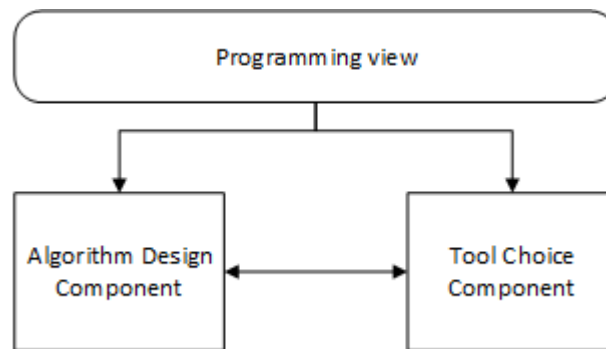 Programming view
Algorithm Design
Component
Tool Choice
Component